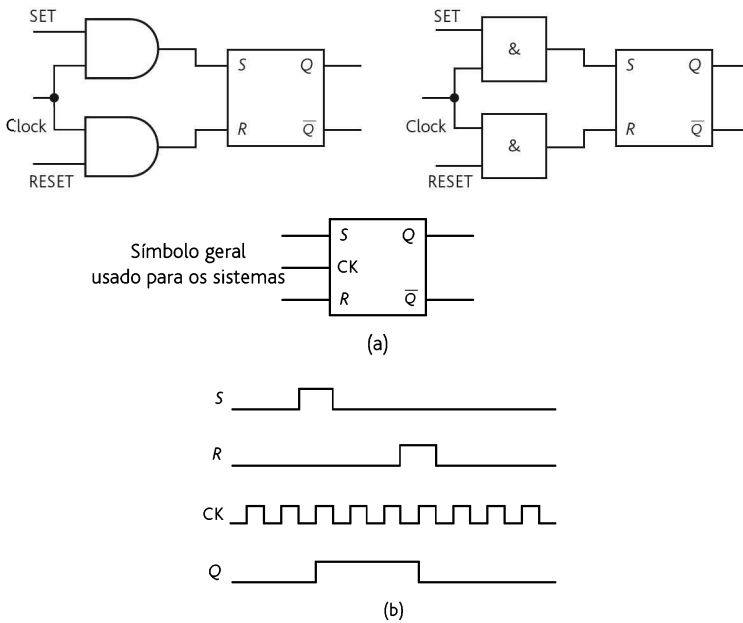 SET
S
Q
Clock
R
Q̅
RESET
SET
&
S
Q
Clock
&
R
Q̅
RESET
Símbolo geral
usado para os sistemas
S
Q
CK
R
Q̅
(a)
S
R
CK
Q
(b)